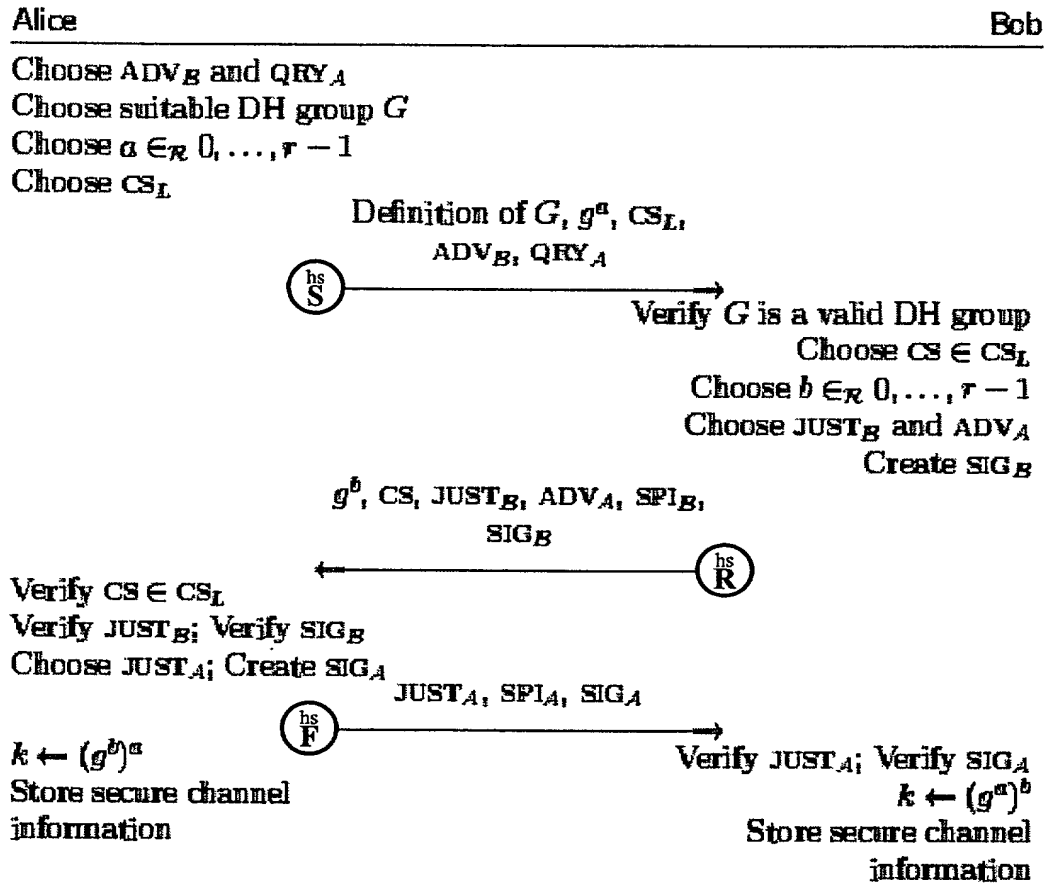 Alice Bob
Choose ADV_B and QRY_A
Choose suitable DH group G
Choose a ∈_R 0, ..., r − 1
Choose CS_L
Definition of G, g^a, CS_L,
ADV_B, QRY_A
hs
S
Verify G is a valid DH group
Choose CS ∈ CS_L
Choose b ∈_R 0, ..., r − 1
Choose JUST_B and ADV_A
Create SIG_B
g^b, CS, JUST_B, ADV_A, SPI_B,
SIG_B
hs
R
Verify CS ∈ CS_L
Verify JUST_B; Verify SIG_B
Choose JUST_A; Create SIG_A
JUST_A, SPI_A, SIG_A
hs
F
k ← (g^b)^a
Store secure channel
information
Verify JUST_A; Verify SIG_A
k ← (g^a)^b
Store secure channel
information